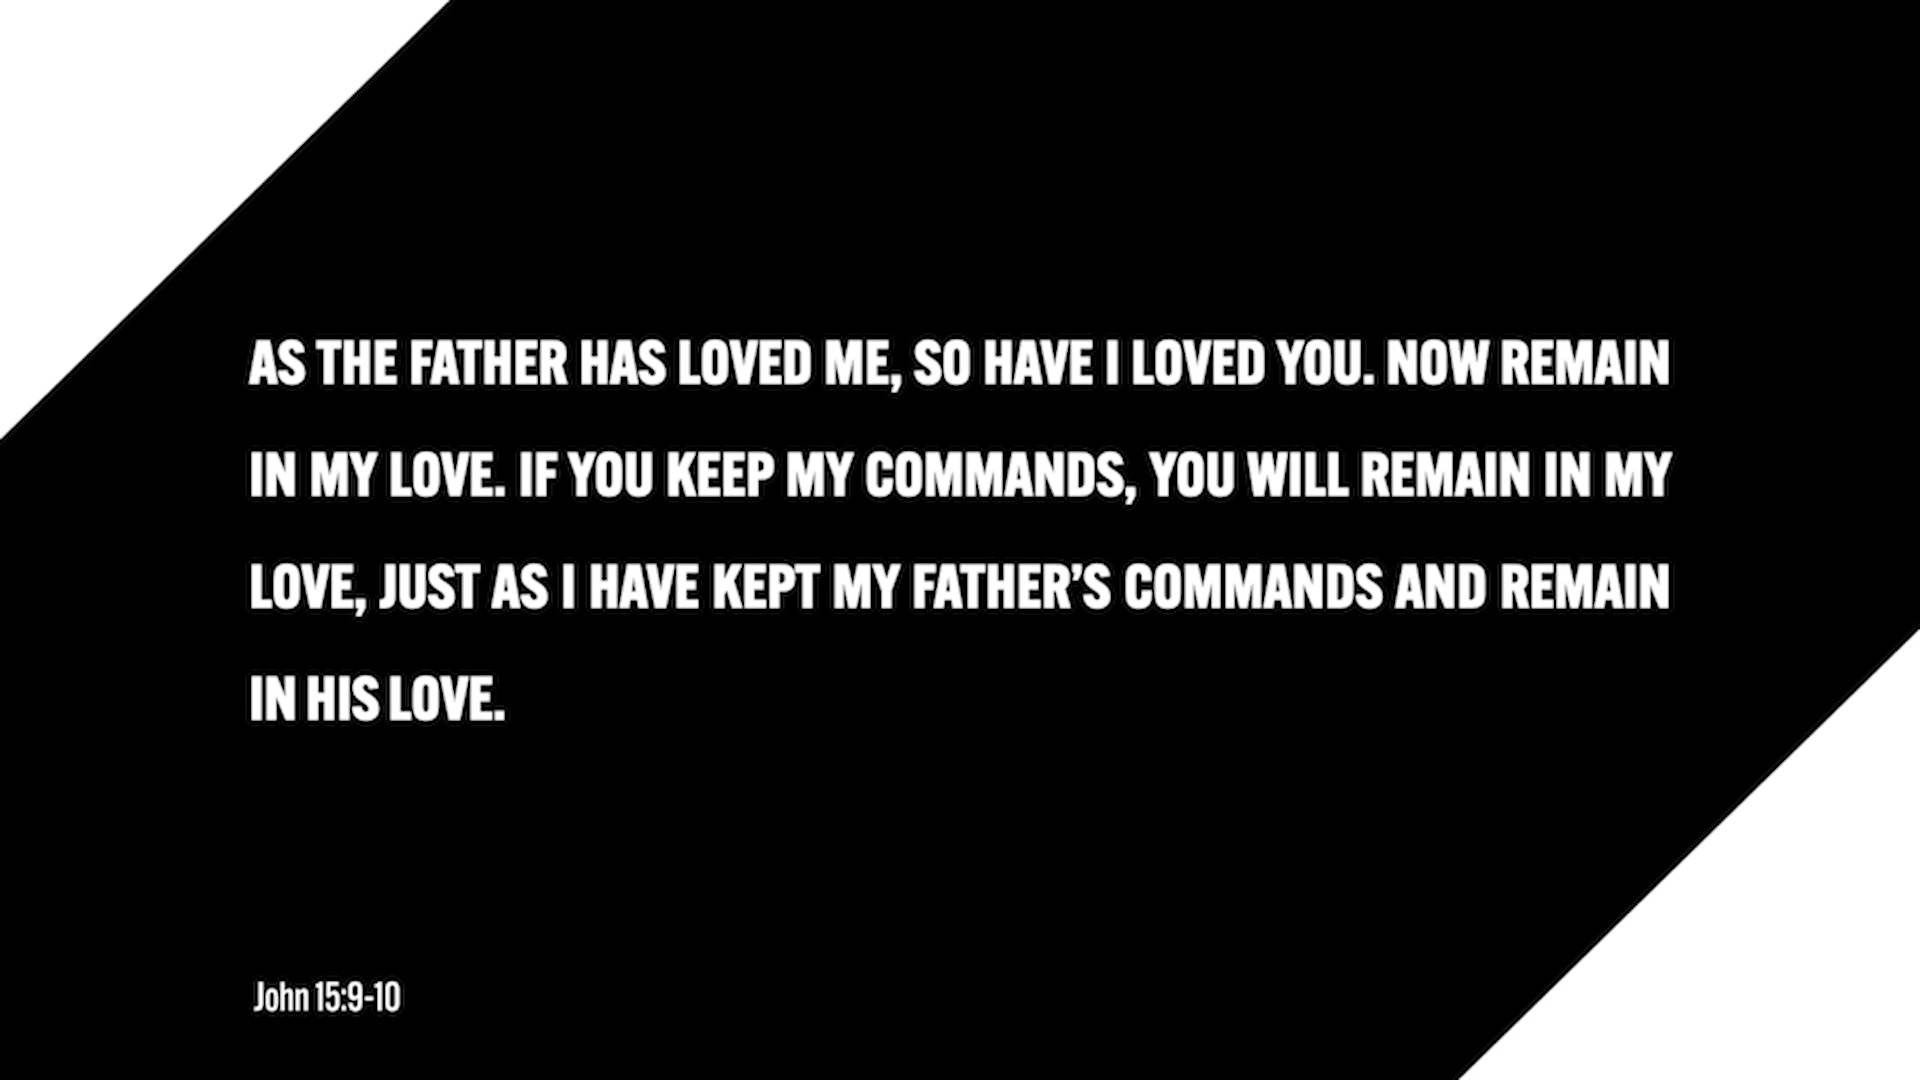 AS THE FATHER HAS LOVED ME, SO HAVE I LOVED YOU. NOW REMAIN
IN MY LOVE. IF YOU KEEP MY COMMANDS, YOU WILL REMAIN IN MY
LOVE, JUST AS I HAVE KEPT MY FATHER’S COMMANDS AND REMAIN
IN HIS LOVE.
John 15:9-10